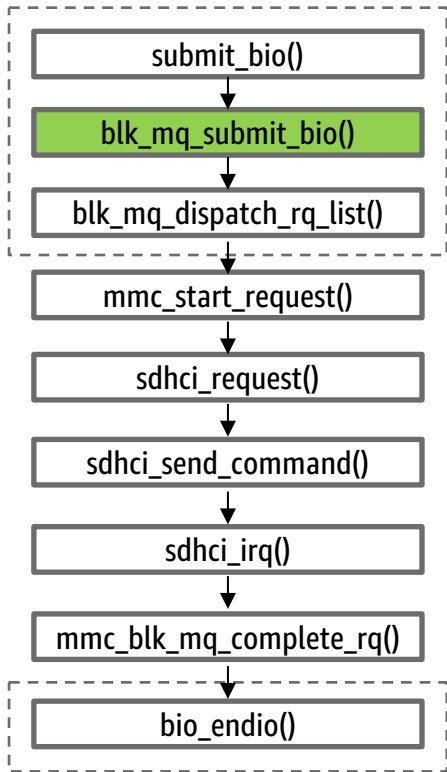 submit_bio()
blk_mq_submit_bio()
blk_mq_dispatch_rq_list()
mmc_start_request()
sdhci_request()
sdhci_send_command()
sdhci_irq()
mmc_blk_mq_complete_rq()
bio_endio()